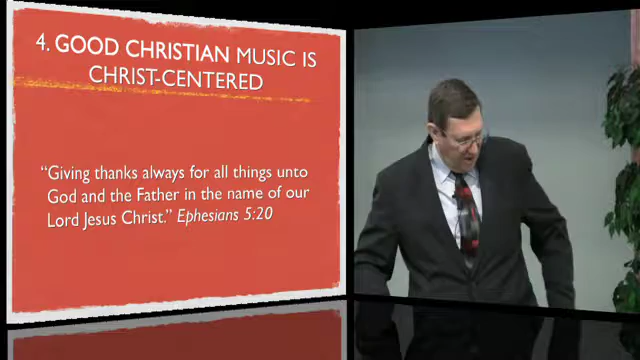 4. GOOD CHRISTIAN MUSIC IS
CHRIST-CENTERED
“Giving thanks always for all things unto
God and the Father in the name of our
Lord Jesus Christ.” Ephesians 5:20